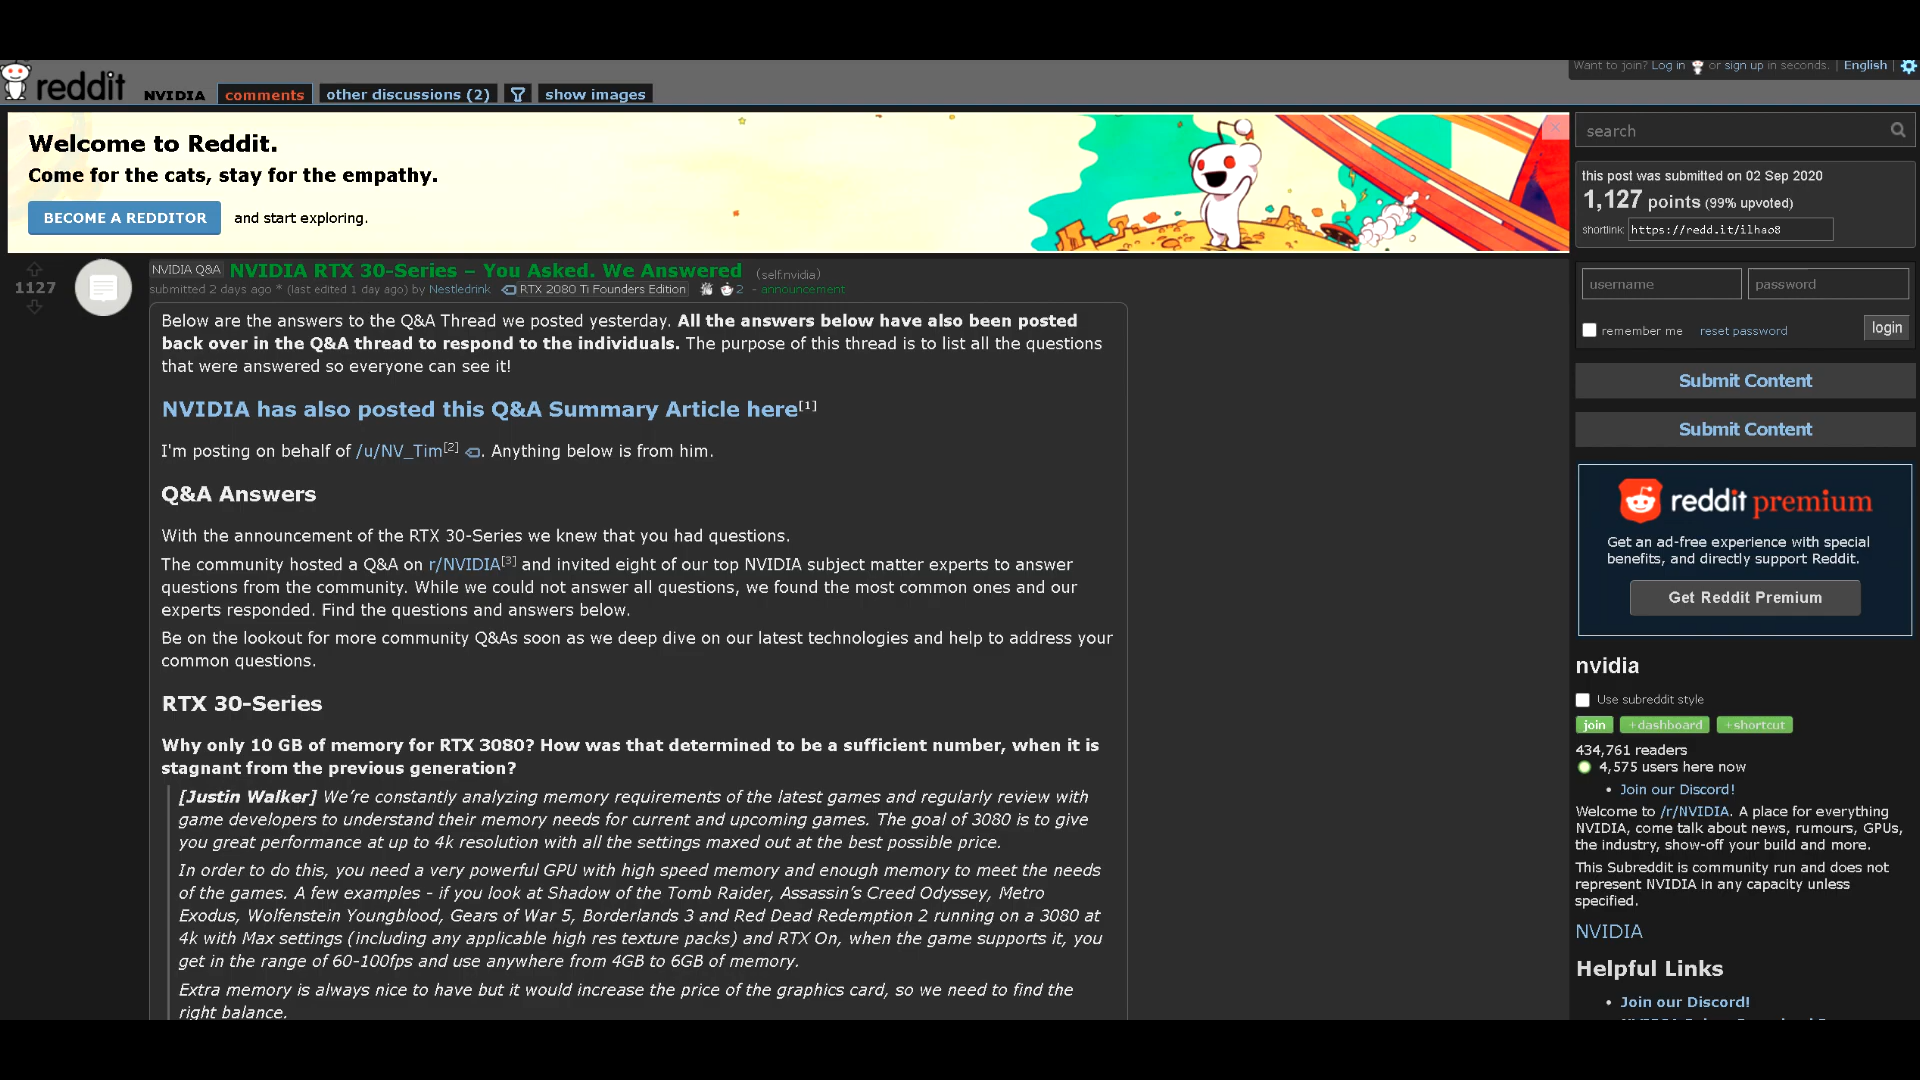 reddit NVIDIA comments other discussions (2) show images
Want to join? Log in or sign up in seconds. | English |
Welcome to Reddit.
Come for the cats, stay for the empathy.
BECOME A REDDITOR and start exploring.
1127
NVIDIA Q&A NVIDIA RTX 30-Series – You Asked. We Answered (self.nvidia)
submitted 2 days ago * (last edited 1 day ago) by Nestledrink RTX 2080 Ti Founders Edition 2 - announcement
Below are the answers to the Q&A Thread we posted yesterday. All the answers below have also been posted
back over in the Q&A thread to respond to the individuals. The purpose of this thread is to list all the questions
that were answered so everyone can see it!
NVIDIA has also posted this Q&A Summary Article here[1]
I'm posting on behalf of /u/NV_Tim[2] . Anything below is from him.
Q&A Answers
With the announcement of the RTX 30-Series we knew that you had questions.
The community hosted a Q&A on r/NVIDIA[3] and invited eight of our top NVIDIA subject matter experts to answer
questions from the community. While we could not answer all questions, we found the most common ones and our
experts responded. Find the questions and answers below.
Be on the lookout for more community Q&As soon as we deep dive on our latest technologies and help to address your
common questions.
RTX 30-Series
Why only 10 GB of memory for RTX 3080? How was that determined to be a sufficient number, when it is
stagnant from the previous generation?
[Justin Walker] We’re constantly analyzing memory requirements of the latest games and regularly review with
game developers to understand their memory needs for current and upcoming games. The goal of 3080 is to give
you great performance at up to 4k resolution with all the settings maxed out at the best possible price.
In order to do this, you need a very powerful GPU with high speed memory and enough memory to meet the needs
of the games. A few examples - if you look at Shadow of the Tomb Raider, Assassin’s Creed Odyssey, Metro
Exodus, Wolfenstein Youngblood, Gears of War 5, Borderlands 3 and Red Dead Redemption 2 running on a 3080 at
4k with Max settings (including any applicable high res texture packs) and RTX On, when the game supports it, you
get in the range of 60-100fps and use anywhere from 4GB to 6GB of memory.
Extra memory is always nice to have but it would increase the price of the graphics card, so we need to find the
right balance.
search
this post was submitted on 02 Sep 2020
1,127 points (99% upvoted)
shortlink: https://redd.it/ilhao8
username password
remember me reset password login
Submit Content
Submit Content
reddit premium
Get an ad-free experience with special
benefits, and directly support Reddit.
Get Reddit Premium
nvidia
Use subreddit style
join +dashboard +shortcut
434,761 readers
4,575 users here now
• Join our Discord!
Welcome to /r/NVIDIA. A place for everything
NVIDIA, come talk about news, rumours, GPUs,
the industry, show-off your build and more.
This Subreddit is community run and does not
represent NVIDIA in any capacity unless
specified.
NVIDIA
Helpful Links
• Join our Discord!